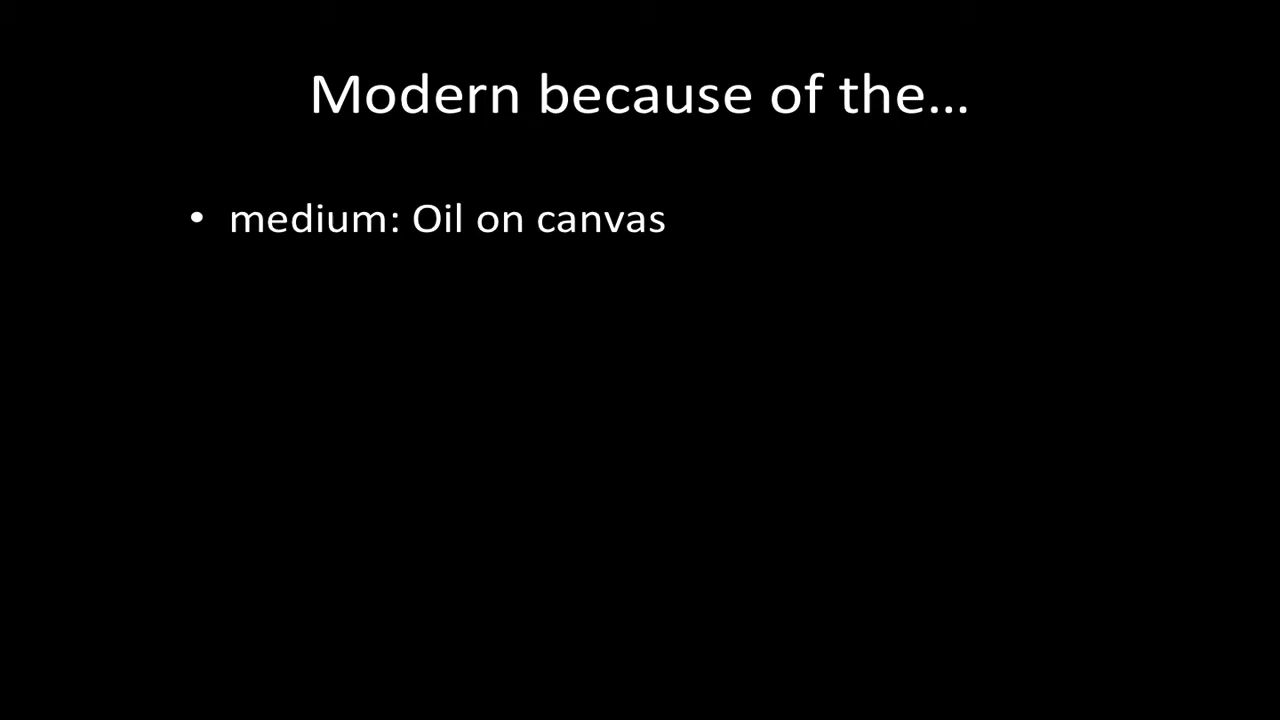 Modern because of the…
• medium: Oil on canvas